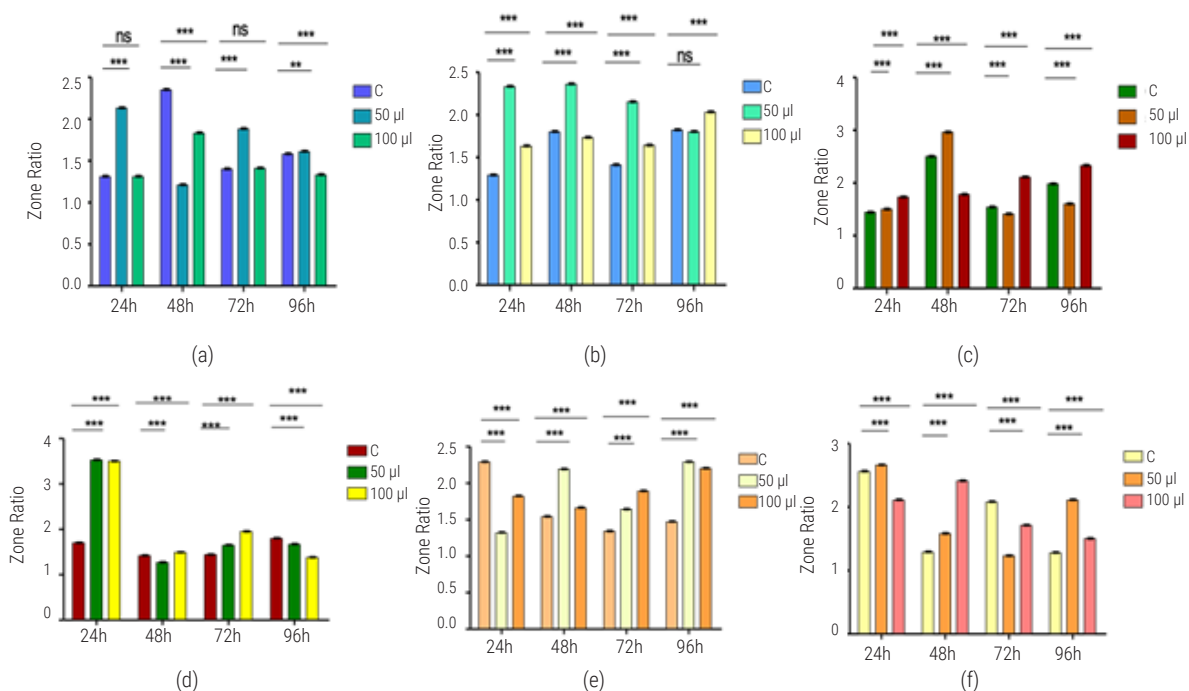 ns *** ns ***
*** *** *** **
2.5
2.0
1.5
1.0
0.5
0.0
Zone Ratio
C
50 µl
100 µl
24h 48h 72h 96h
(a)
*** *** *** ***
*** *** *** ns
2.5
2.0
1.5
1.0
0.5
0.0
Zone Ratio
C
50 µl
100 µl
24h 48h 72h 96h
(b)
*** *** *** ***
*** *** *** ***
4
3
2
1
0
Zone Ratio
C
50 µl
100 µl
24h 48h 72h 96h
(c)
*** *** *** ***
*** *** *** ***
4
3
2
1
0
Zone Ratio
C
50 µl
100 µl
24h 48h 72h 96h
(d)
*** *** *** ***
*** *** *** ***
2.5
2.0
1.5
1.0
0.5
0.0
Zone Ratio
C
50 µl
100 µl
24h 48h 72h 96h
(e)
*** *** *** ***
*** *** *** ***
3
2
1
0
Zone Ratio
C
50 µl
100 µl
24h 48h 72h 96h
(f)